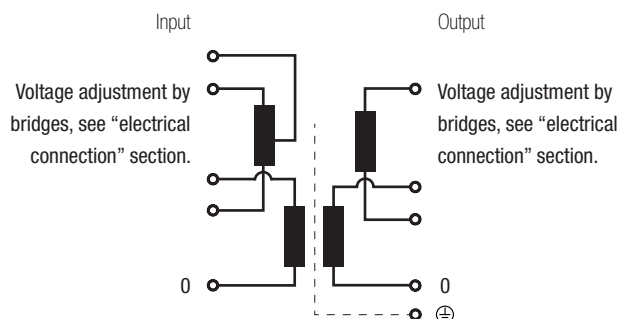 Input
Output
Voltage adjustment by
bridges, see “electrical
connection” section.
Voltage adjustment by
bridges, see “electrical
connection” section.
0
0